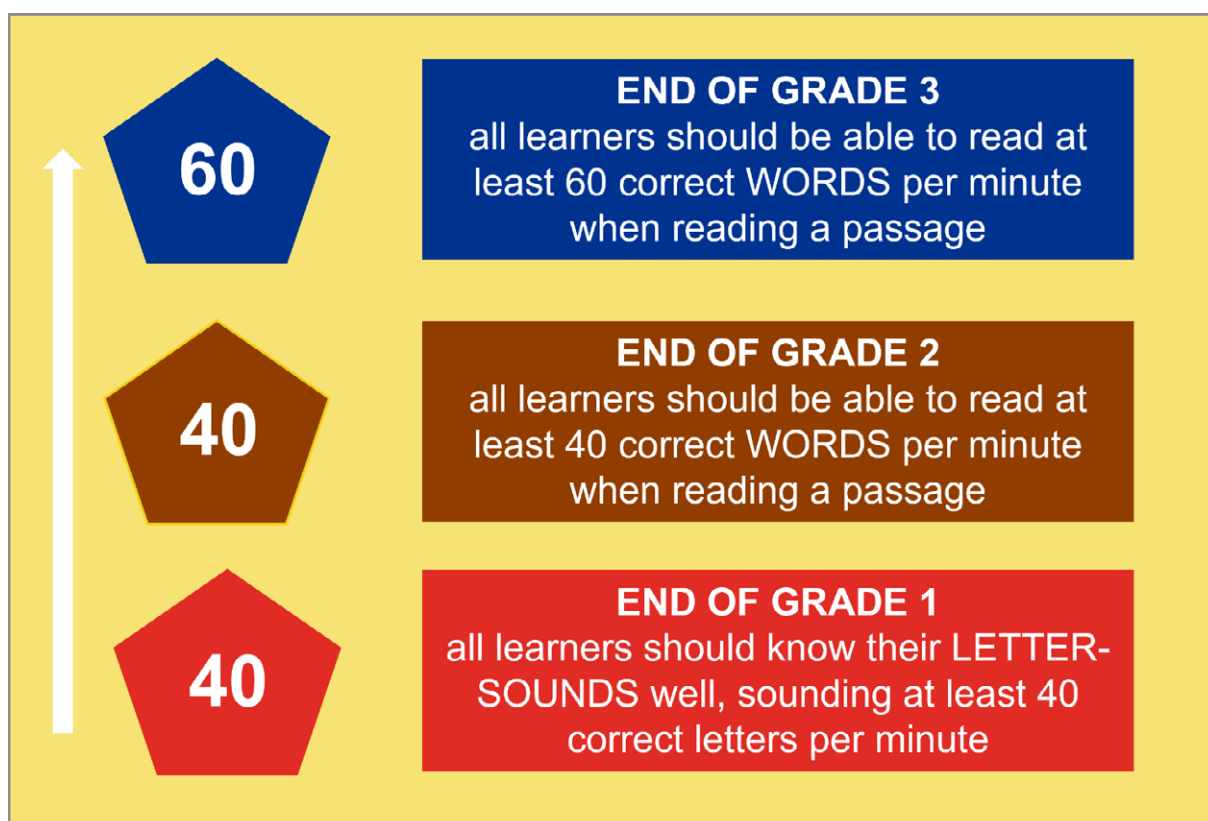 60
END OF GRADE 3
all learners should be able to read at
least 60 correct WORDS per minute
when reading a passage
40
END OF GRADE 2
all learners should be able to read at
least 40 correct WORDS per minute
when reading a passage
40
END OF GRADE 1
all learners should know their LETTER-
SOUNDS well, sounding at least 40
correct letters per minute